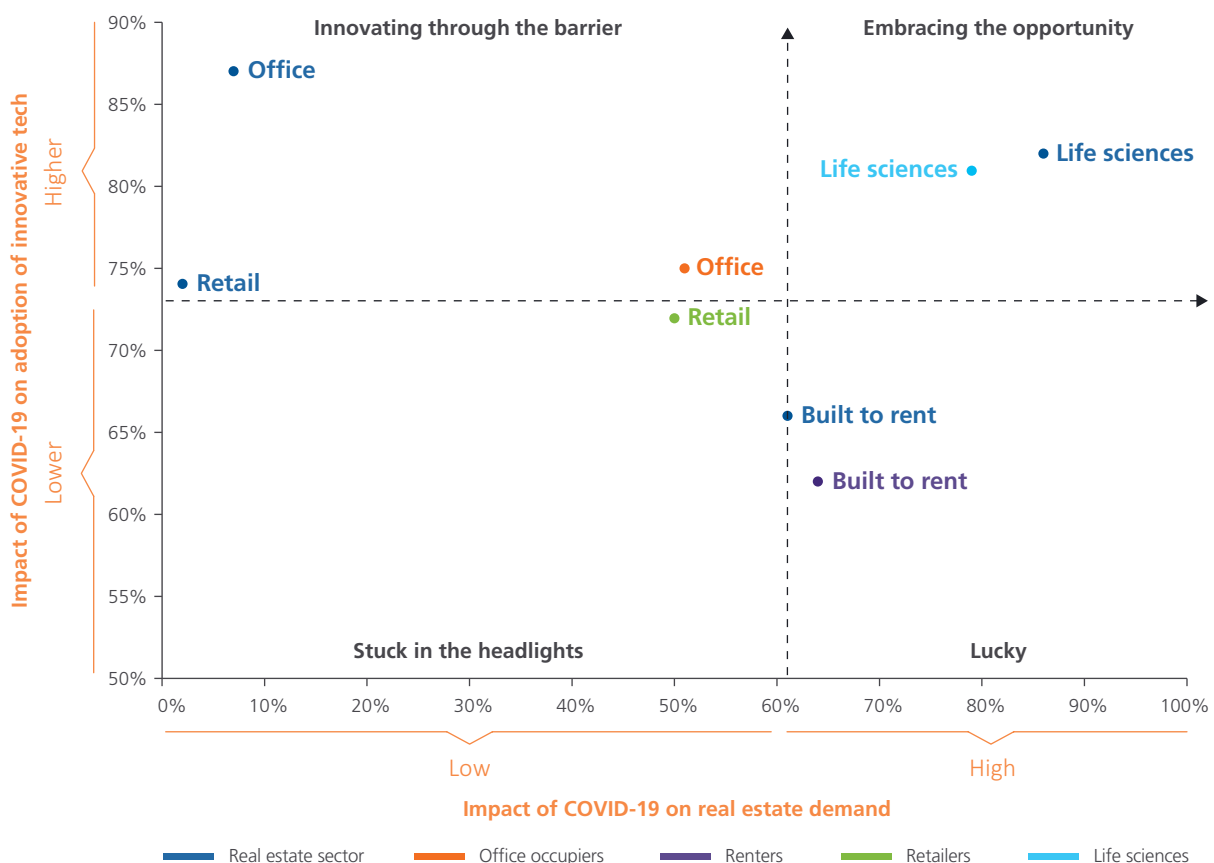 Innovating through the barrier
Embracing the opportunity
Impact of COVID-19 on adoption of innovative tech
Higher
Lower
90%
85%
80%
75%
70%
65%
60%
55%
50%
Office
Life sciences
Life sciences
Retail
Office
Retail
Built to rent
Built to rent
Stuck in the headlights
Lucky
0%
10%
20%
30%
40%
50%
60%
70%
80%
90%
100%
Low
High
Impact of COVID-19 on real estate demand
Real estate sector
Office occupiers
Renters
Retailers
Life sciences